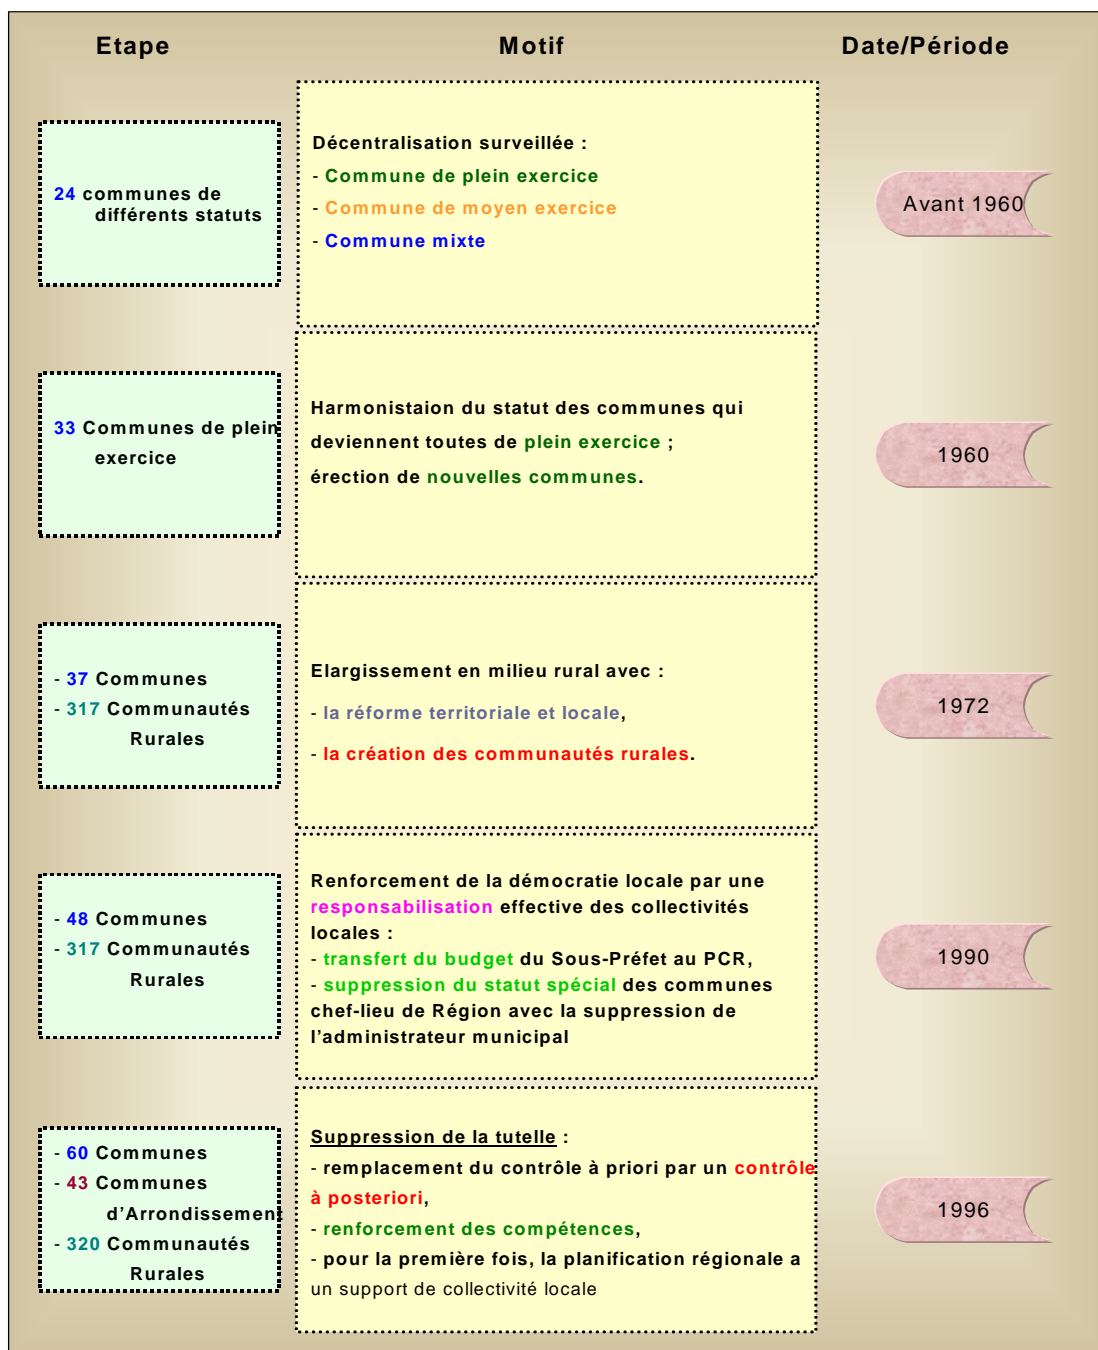 Etape Motif Date/Période
24 communes de
différents statuts
Décentralisation surveillée :
- Commune de plein exercice
- Commune de moyen exercice
- Commune mixte
Avant 1960
33 Communes de plein
exercice
Harmonistaion du statut des communes qui
deviennent toutes de plein exercice ;
érection de nouvelles communes.
1960
- 37 Communes
- 317 Communautés
Rurales
Elargissement en milieu rural avec :
- la réforme territoriale et locale,
- la création des communautés rurales.
1972
- 48 Communes
- 317 Communautés
Rurales
Renforcement de la démocratie locale par une
responsabilisation effective des collectivités
locales :
- transfert du budget du Sous-Préfet au PCR,
- suppression du statut spécial des communes
chef-lieu de Région avec la suppression de
l’administrateur municipal
1990
- 60 Communes
- 43 Communes
d’Arrondissement
- 320 Communautés
Rurales
Suppression de la tutelle :
- remplacement du contrôle à priori par un contrôle
à posteriori,
- renforcement des compétences,
- pour la première fois, la planification régionale a
un support de collectivité locale
1996